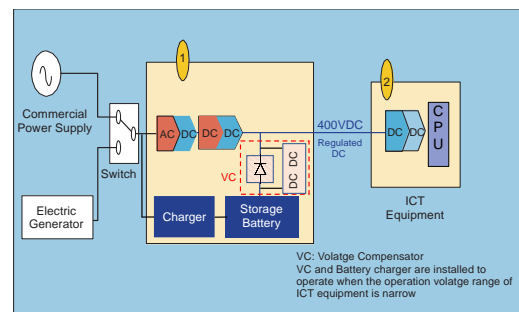 1
2
Commercial
Power Supply
Switch
AC DC
DC DC
400VDC
Regulated
DC
DC DC
CPU
VC
DC DC
Electric
Generator
Charger
Storage
Battery
ICT
Equipment
VC: Volatge Compensator
VC and Battery charger are installed to
operate when the operation volatge range of
ICT equipment is narrow